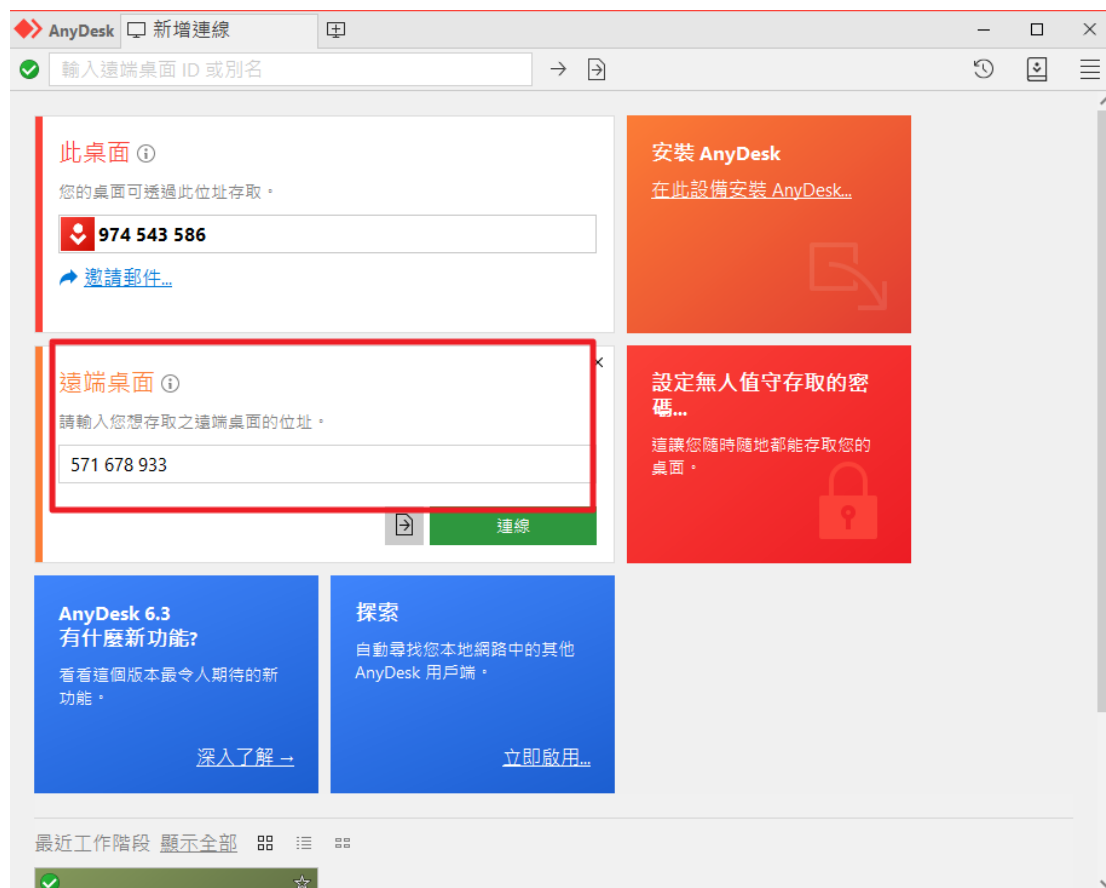 AnyDesk
新增連線
輸入遠端桌面 ID 或別名
此桌面
您的桌面可透過此位址存取。
974 543 586
邀請郵件...
安裝 AnyDesk
在此設備安裝 AnyDesk...
遠端桌面
請輸入您想存取之遠端桌面的位址。
571 678 933
連線
設定無人值守存取的密
碼...
這讓您隨時隨地都能存取您的
桌面。
AnyDesk 6.3
有什麼新功能?
看看這個版本最令人期待的新
功能。
深入了解 →
探索
自動尋找您本地網路中的其他
AnyDesk 用戶端。
立即啟用...
最近工作階段 顯示全部